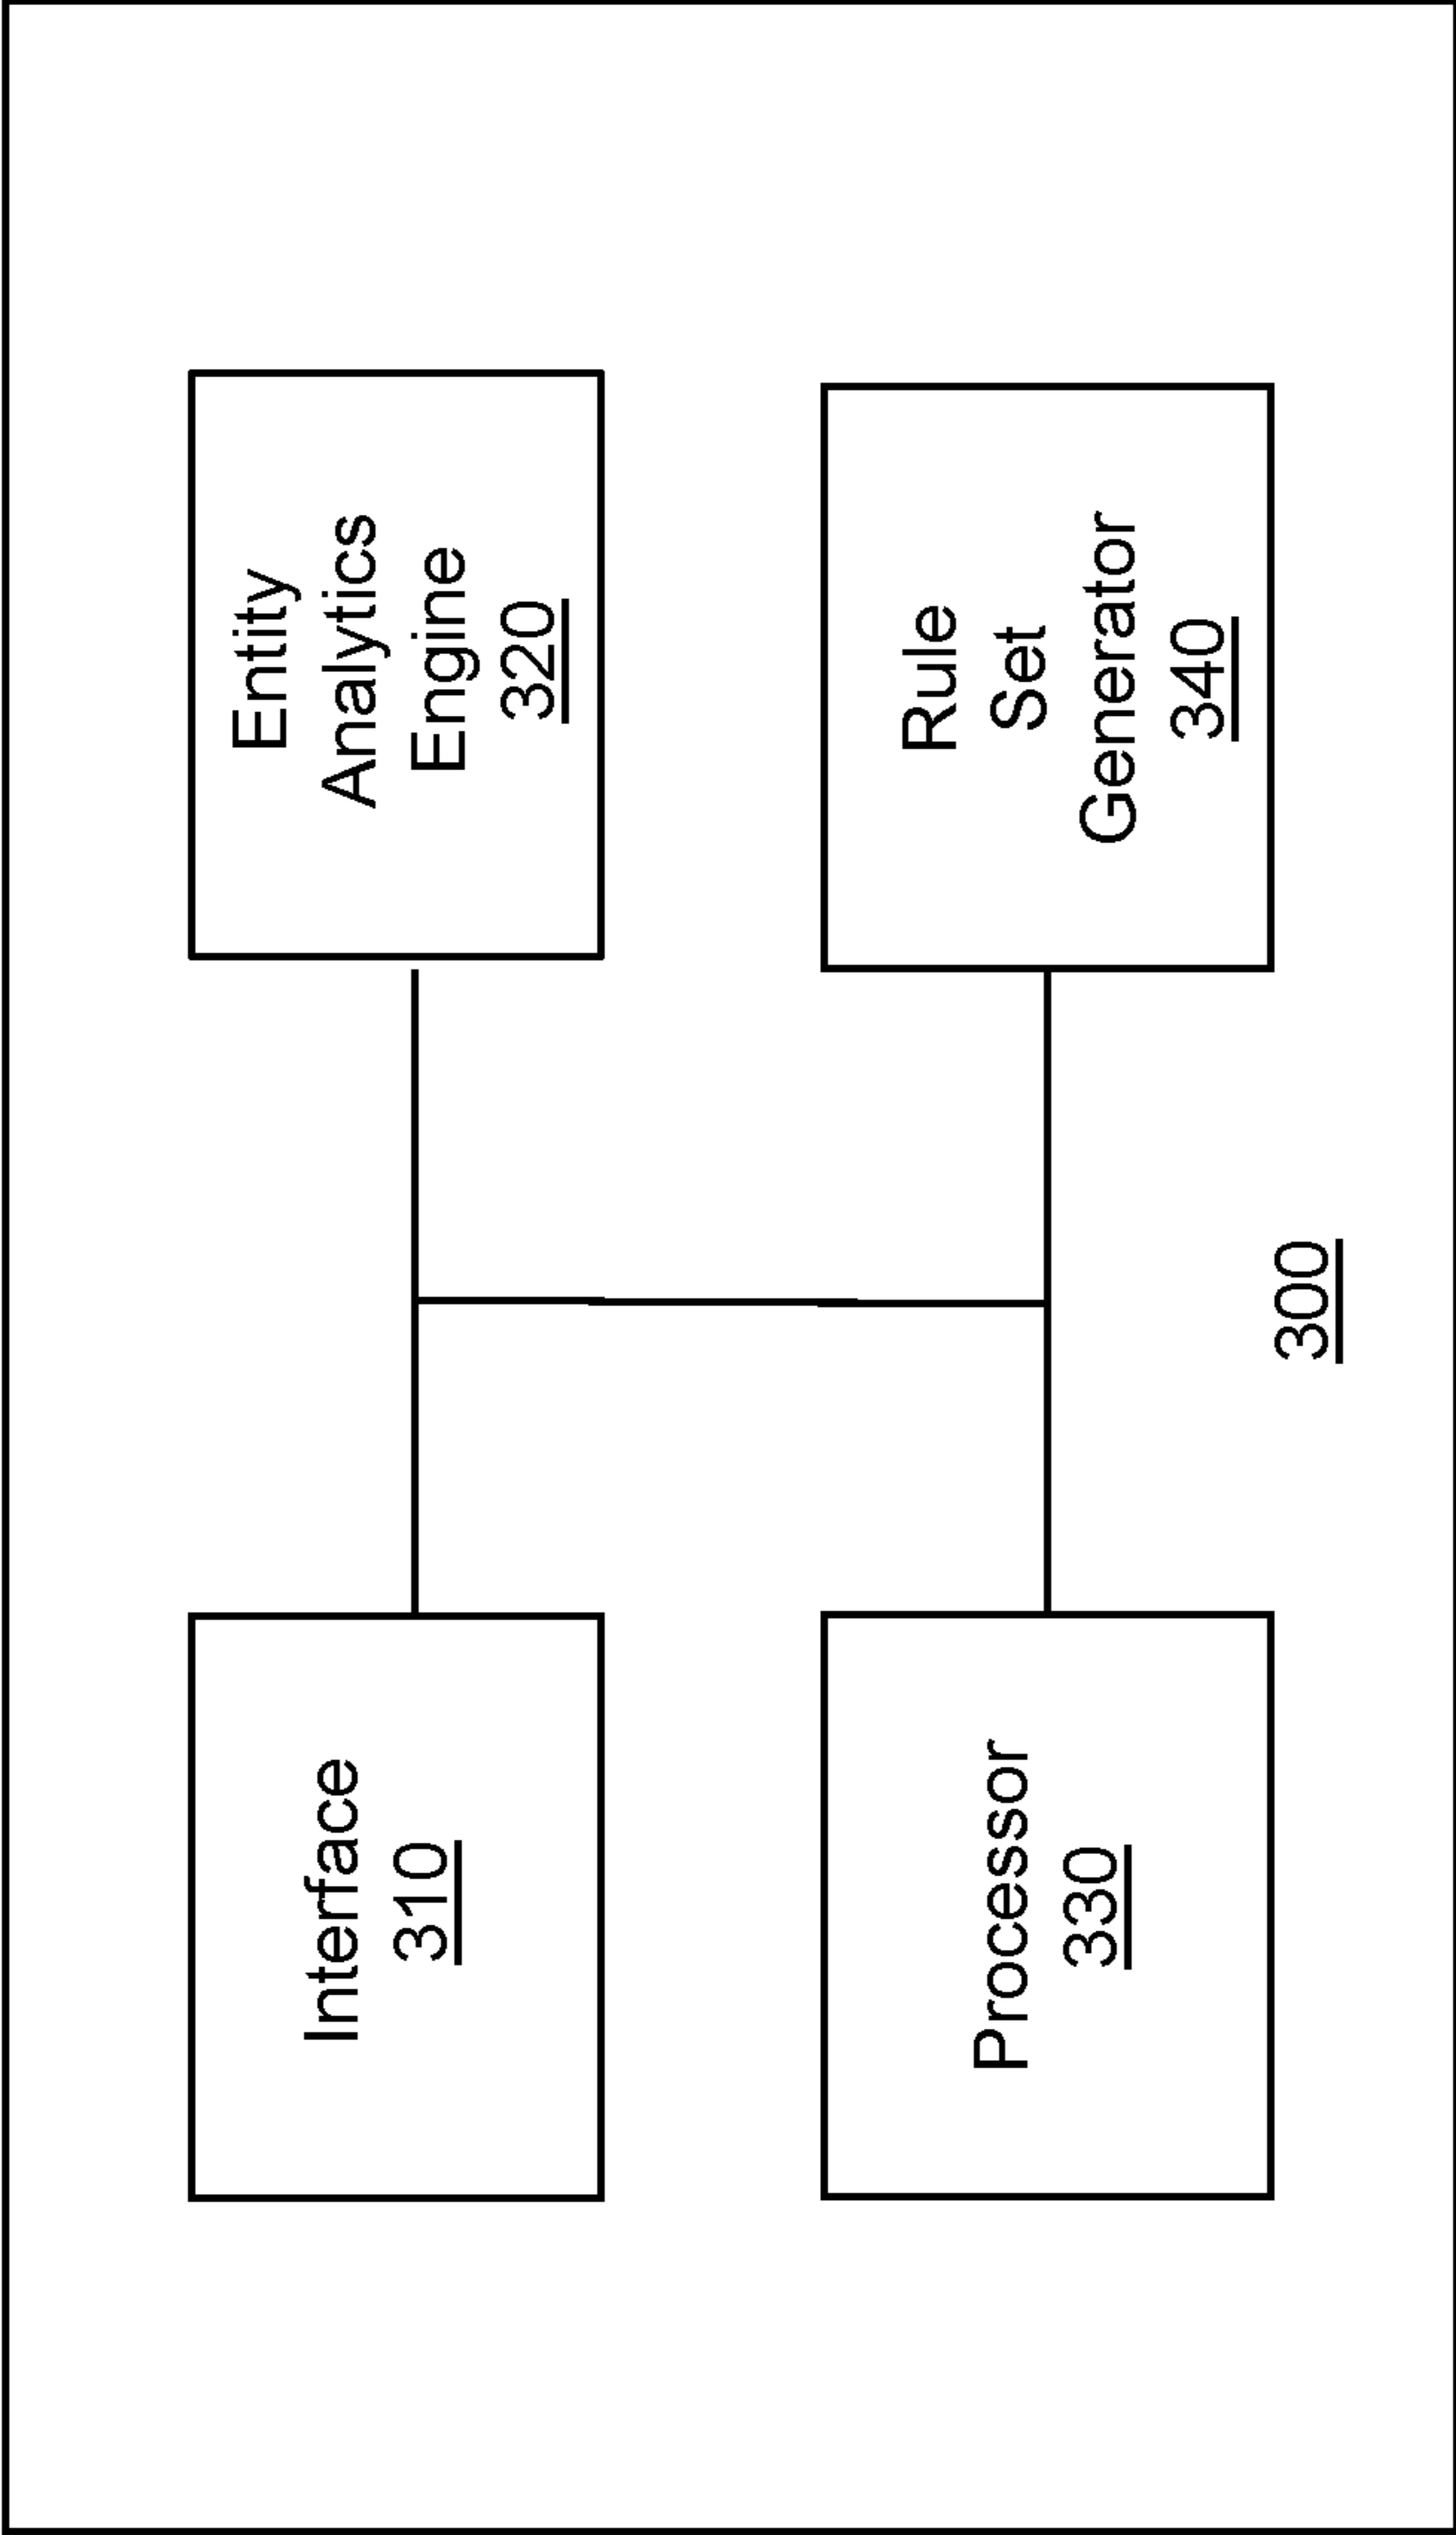 Interface
310
Entity
Analytics
Engine
320
Processor
330
Rule
Set
Generator
340
300